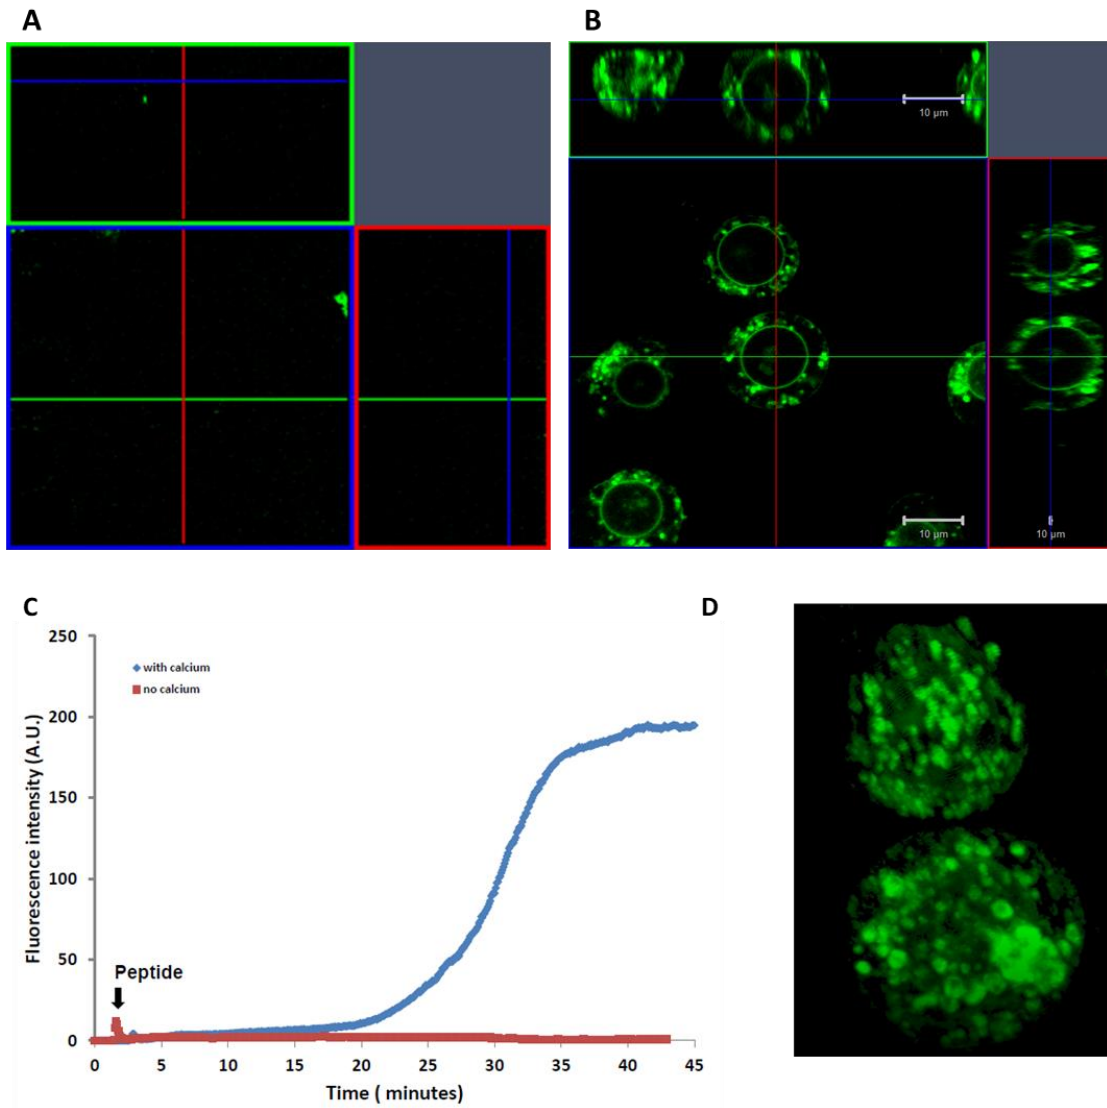 A
B
10 µm
10 µm
10 µm
C
D
250
200
150
100
50
0
Fluorescence intensity (A.U.)
with calcium
no calcium
Peptide
0 5 10 15 20 25 30 35 40 45
Time ( minutes)